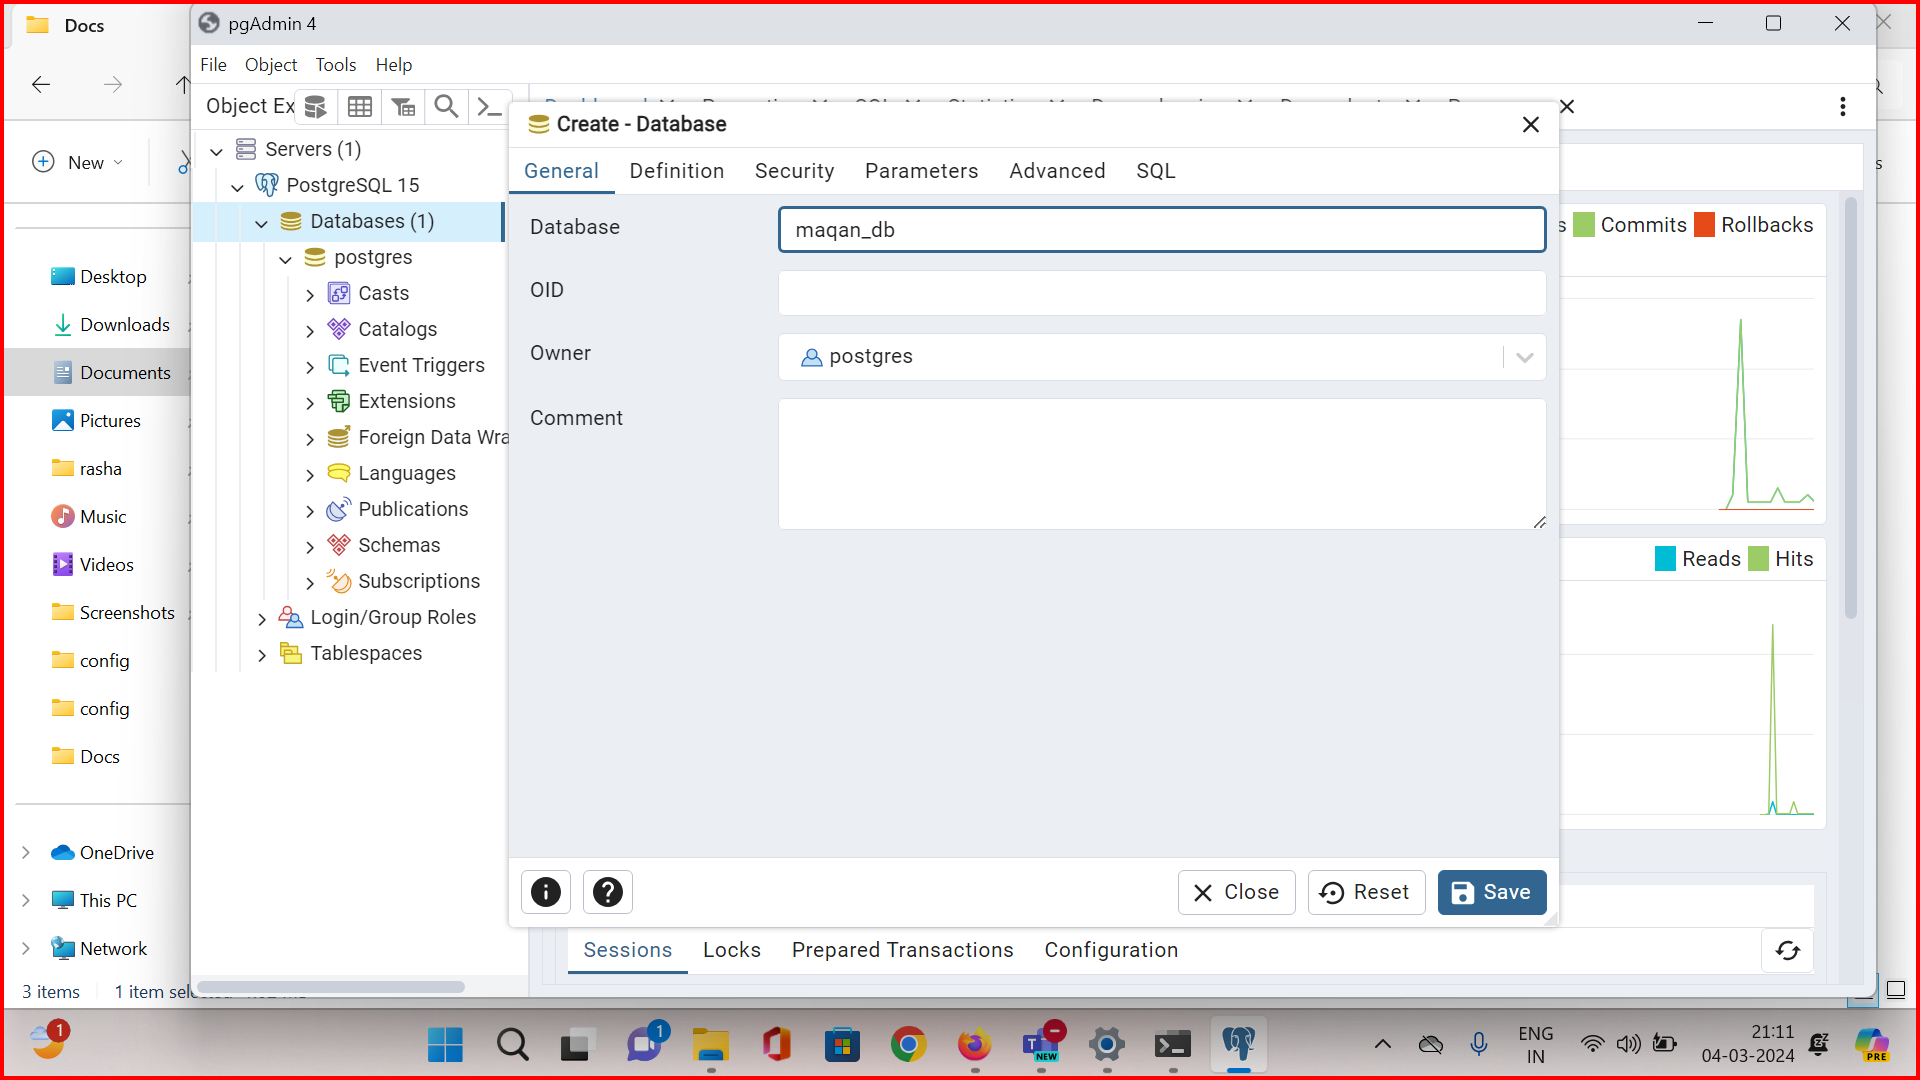 Docs
New
Desktop
Downloads
Documents
Pictures
rasha
Music
Videos
Screenshots
config
config
Docs
OneDrive
This PC
Network
3 items
1 item
pgAdmin 4
File Object Tools Help
Object Ex
Servers (1)
PostgreSQL 15
Databases (1)
postgres
Casts
Catalogs
Event Triggers
Extensions
Foreign Data Wra
Languages
Publications
Schemas
Subscriptions
Login/Group Roles
Tablespaces
Create - Database
General Definition Security Parameters Advanced SQL
Database
maqan_db
OID
Owner
postgres
Comment
Close
Reset
Save
Commits
Rollbacks
Reads
Hits
Sessions Locks Prepared Transactions Configuration
1
1
NEW
ENG
IN
21:11
04-03-2024
PRE